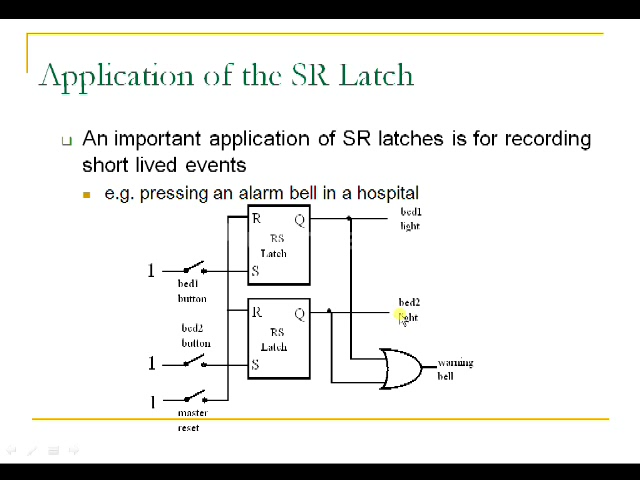 Application of the SR Latch
An important application of SR latches is for recording
short lived events
e.g. pressing an alarm bell in a hospital
R
Q
bed1
light
RS
Latch
1
S
bed1
button
R
Q
bed2
light
bed2
button
RS
Latch
1
S
warning
bell
1
master
reset